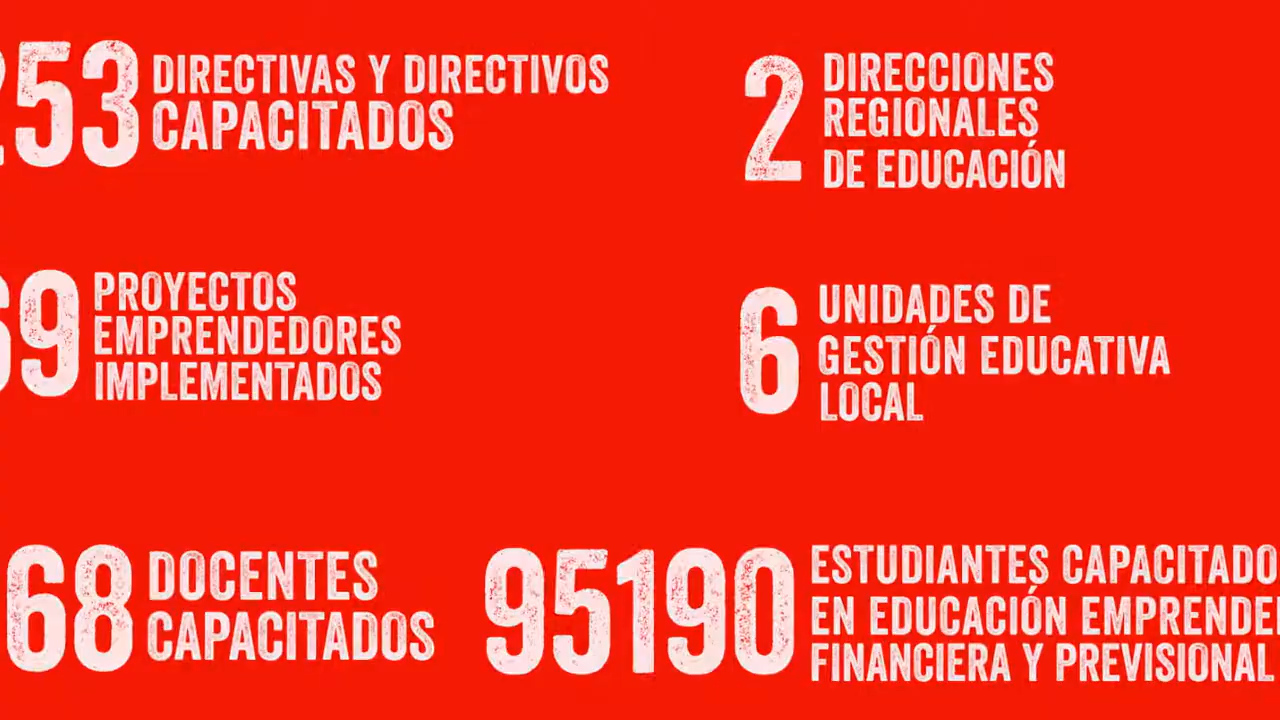 253 DIRECTIVAS Y DIRECTIVOS
CAPACITADOS
2 DIRECCIONES
REGIONALES
DE EDUCACIÓN
69 PROYECTOS
EMPRENDEDORES
IMPLEMENTADOS
6 UNIDADES DE
GESTIÓN EDUCATIVA
LOCAL
68 DOCENTES
CAPACITADOS
95190 ESTUDIANTES CAPACITADO
EN EDUCACIÓN EMPRENDE
FINANCIERA Y PREVISIONAL